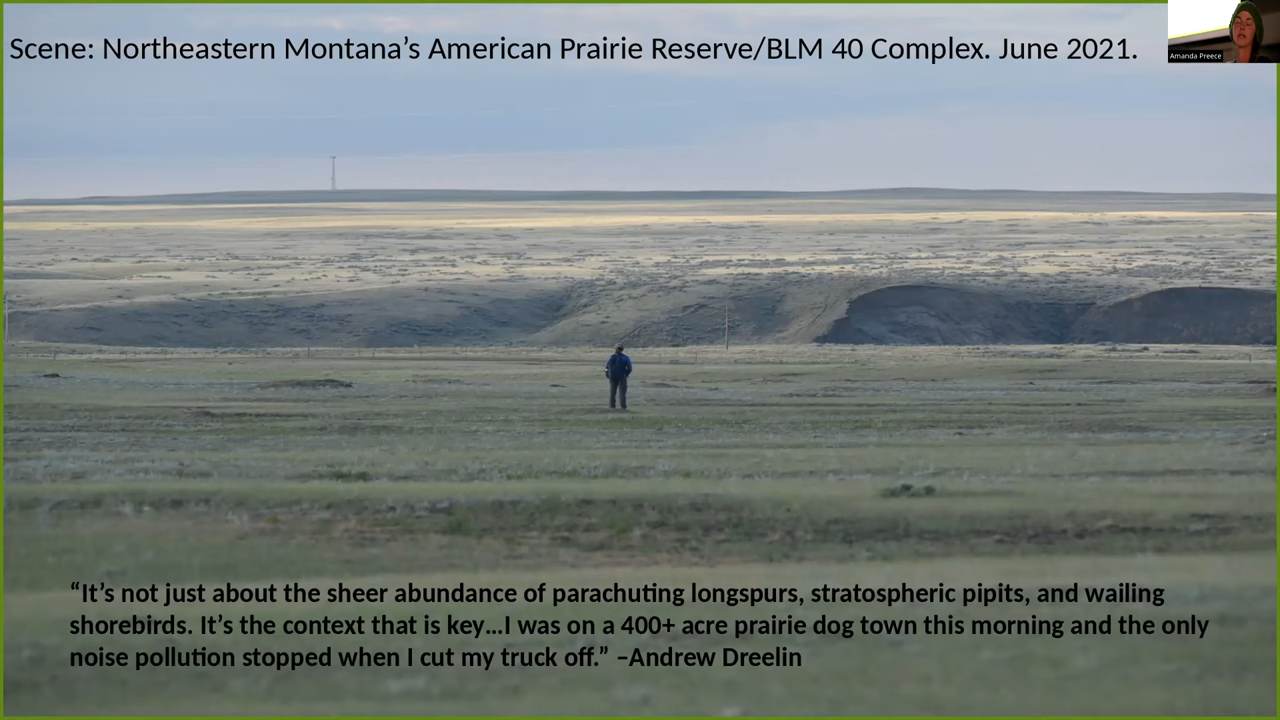 Scene: Northeastern Montana’s American Prairie Reserve/BLM 40 Complex. June 2021.
Amanda Preece
“It’s not just about the sheer abundance of parachuting longspurs, stratospheric pipits, and wailing
shorebirds. It’s the context that is key…I was on a 400+ acre prairie dog town this morning and the only
noise pollution stopped when I cut my truck off.” –Andrew Dreelin